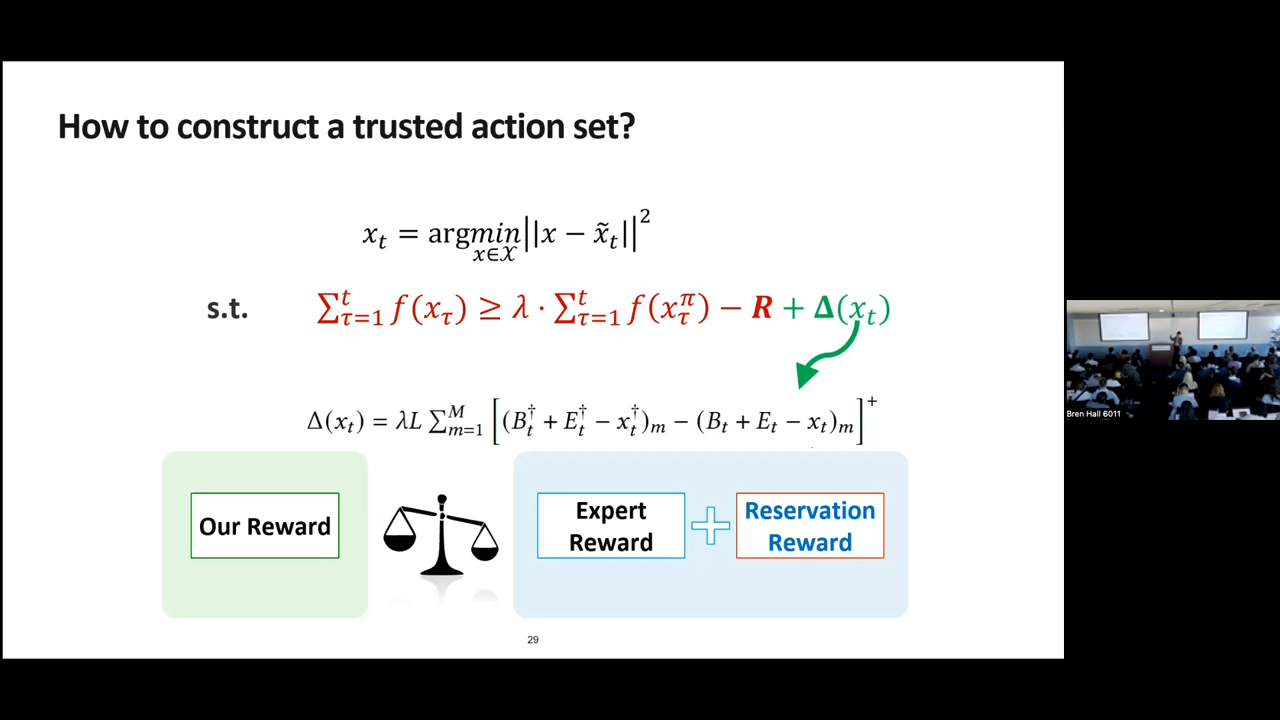 How to construct a trusted action set?
x_t = argmin_{x∈𝒳} ||x − x̃_t||²
s.t. ∑_{τ=1}^{t} f(x_τ) ≥ λ · ∑_{τ=1}^{t} f(x_τ^π) − R + Δ(x_t)
Δ(x_t) = λL ∑_{m=1}^{M} [(B_t^† + E_t^† − x_t^†)_m − (B_t + E_t − x_t)_m]^+
Our Reward
Expert
Reward
Reservation
Reward
29
Bren Hall 6011